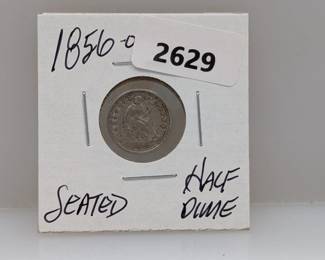 1856-o
2629
SEATED
HALF
DIME